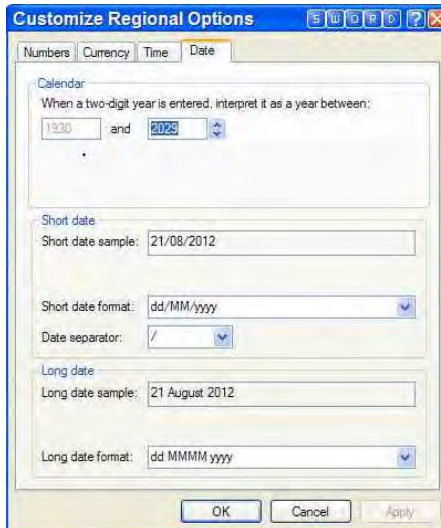 Customize Regional Options SWORD ? X
Numbers Currency Time Date
Calendar
When a two-digit year is entered, interpret it as a year between:
1930 and 2029
Short date
Short date sample: 21/08/2012
Short date format: dd/MM/yyyy
Date separator: /
Long date
Long date sample: 21 August 2012
Long date format: dd MMMM yyyy
OK Cancel Apply